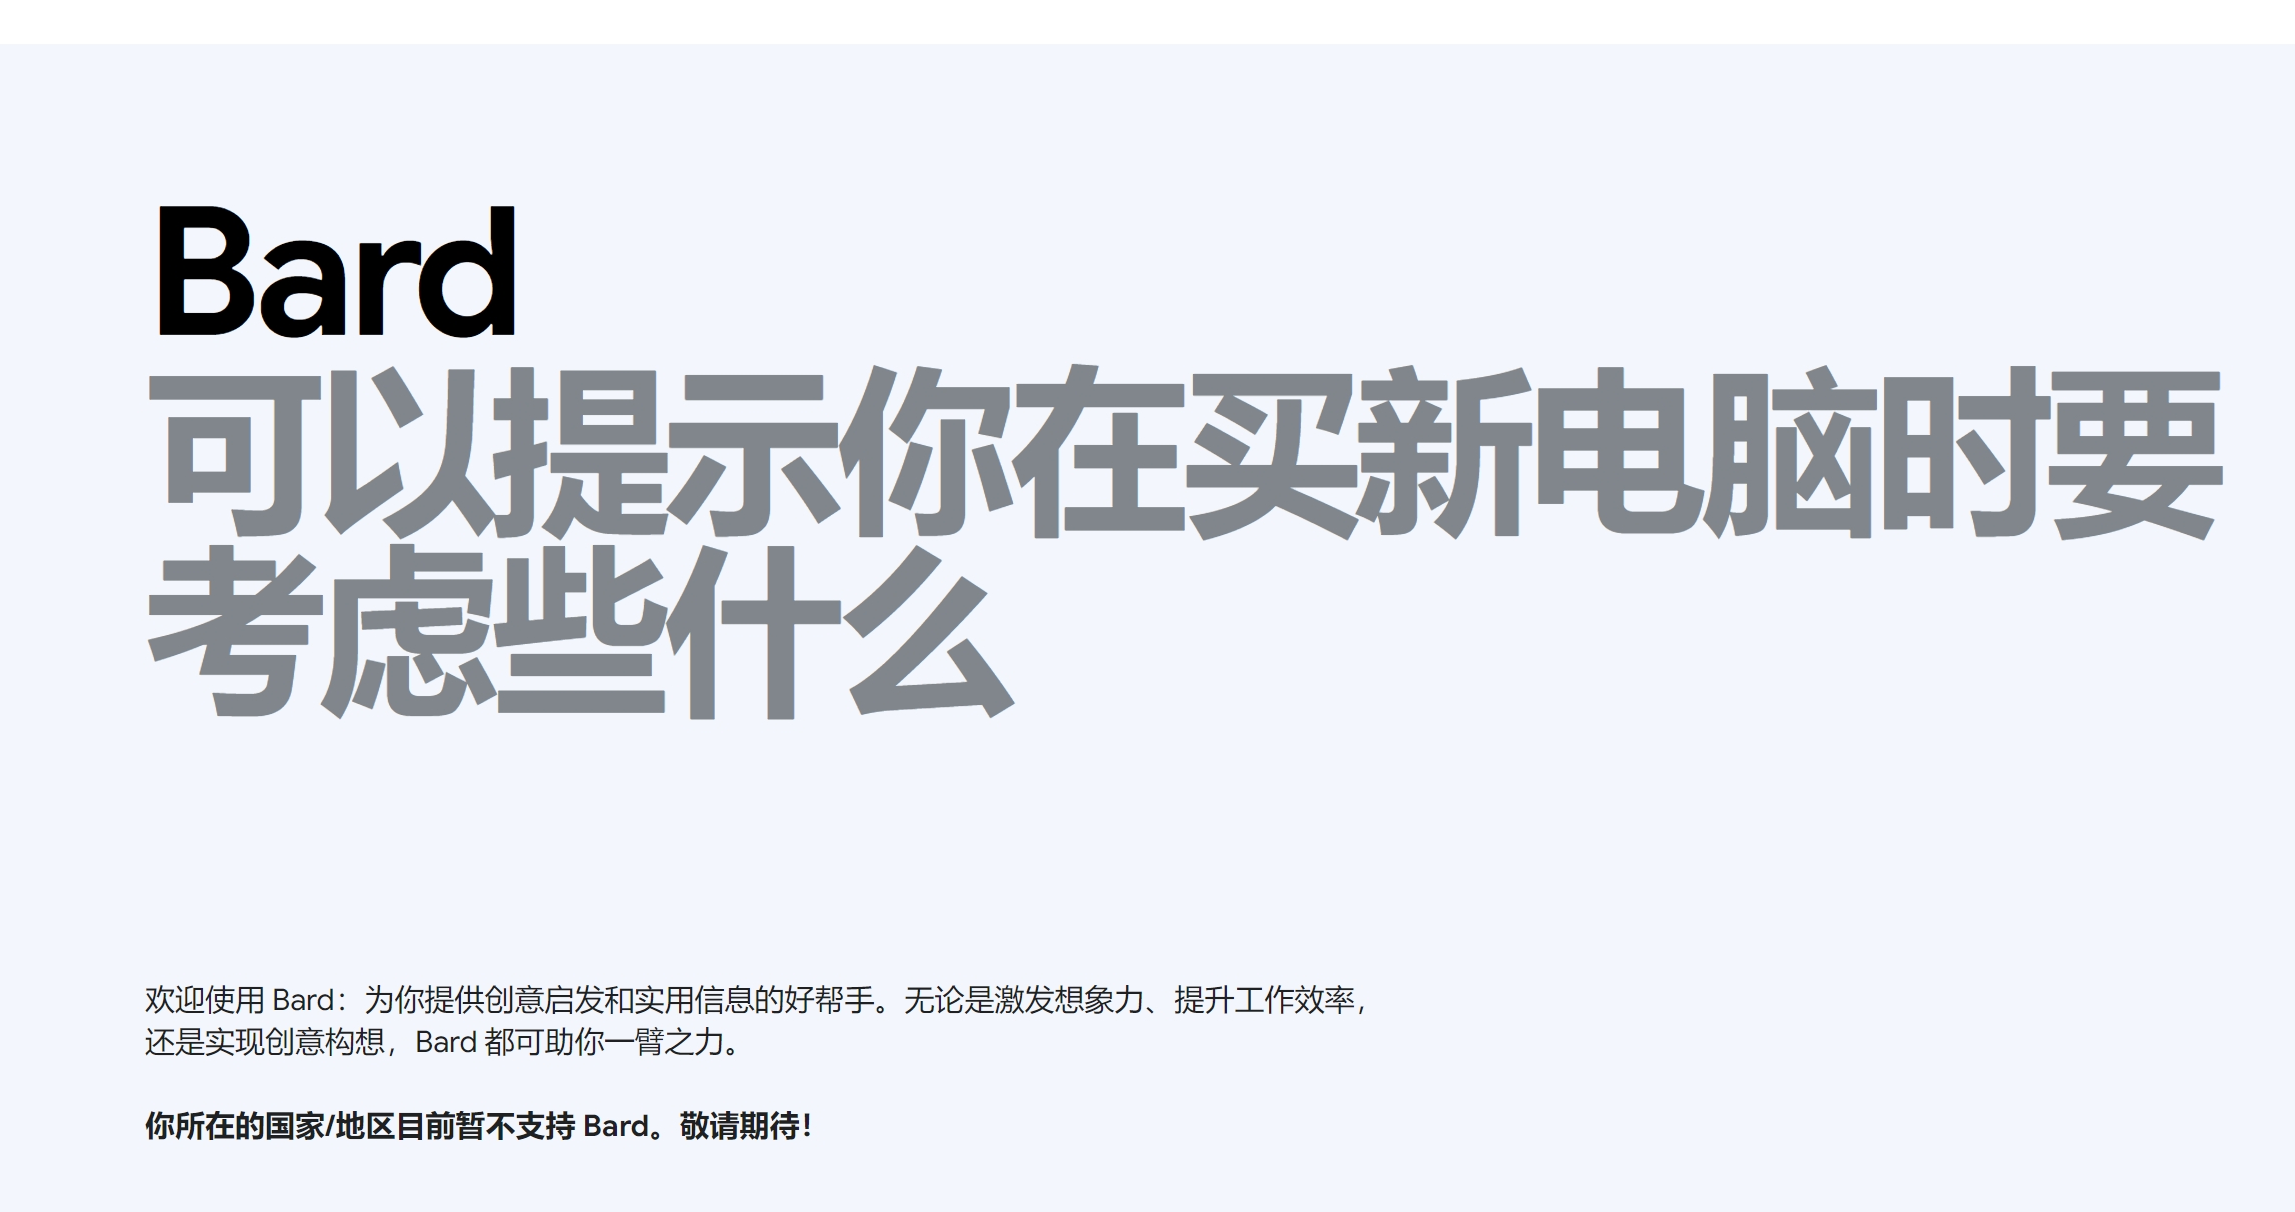 Bard
可以提示你在买新电脑时要
考虑些什么
欢迎使用 Bard：为你提供创意启发和实用信息的好帮手。无论是激发想象力、提升工作效率，
还是实现创意构想，Bard 都可助你一臂之力。
你所在的国家/地区目前暂不支持 Bard。敬请期待！